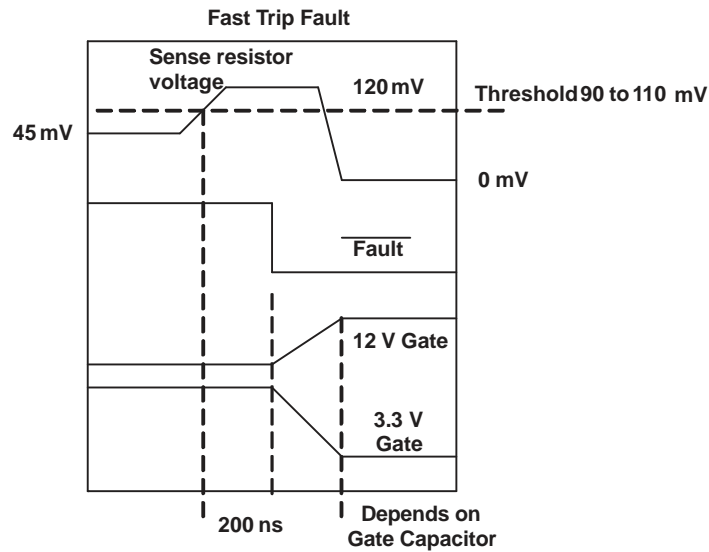 Fast Trip Fault
Sense resistor
voltage
120 mV
Threshold 90 to 110 mV
45 mV
0 mV
Fault
12 V Gate
3.3 V
Gate
200 ns
Depends on
Gate Capacitor